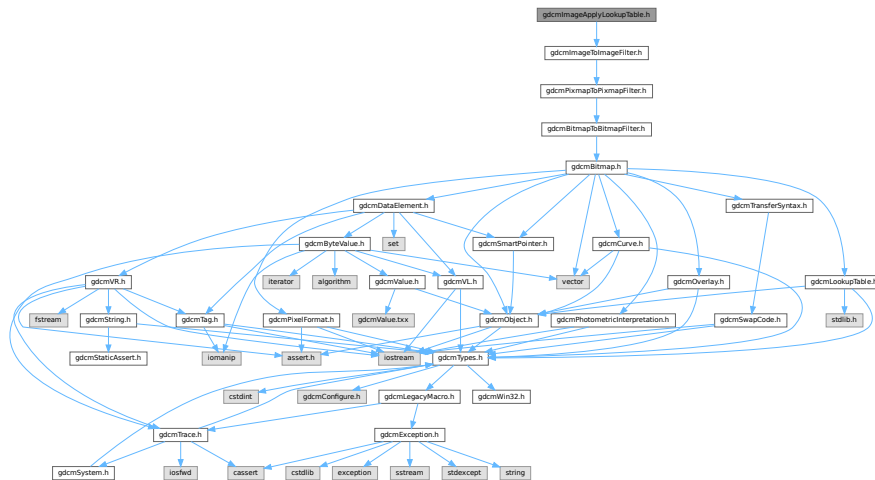 gdcmImageApplyLookupTable.h
gdcmImageToImageFilter.h
gdcmPixmapToPixmapFilter.h
gdcmBitmapToBitmapFilter.h
gdcmBitmap.h
gdcmDataElement.h
gdcmTransferSyntax.h
gdcmByteValue.h
set
gdcmSmartPointer.h
gdcmCurve.h
gdcmVR.h
iterator
algorithm
gdcmValue.h
gdcmVL.h
vector
gdcmOverlay.h
gdcmLookupTable.h
fstream
gdcmString.h
gdcmTag.h
gdcmPixelFormat.h
gdcmValue.txx
gdcmObject.h
gdcmPhotometricInterpretation.h
gdcmSwapCode.h
stdlib.h
gdcmStaticAssert.h
iomanip
assert.h
iostream
gdcmTypes.h
cstdint
gdcmConfigure.h
gdcmLegacyMacro.h
gdcmWin32.h
gdcmTrace.h
gdcmException.h
gdcmSystem.h
iosfwd
cassert
cstdlib
exception
sstream
stdexcept
string